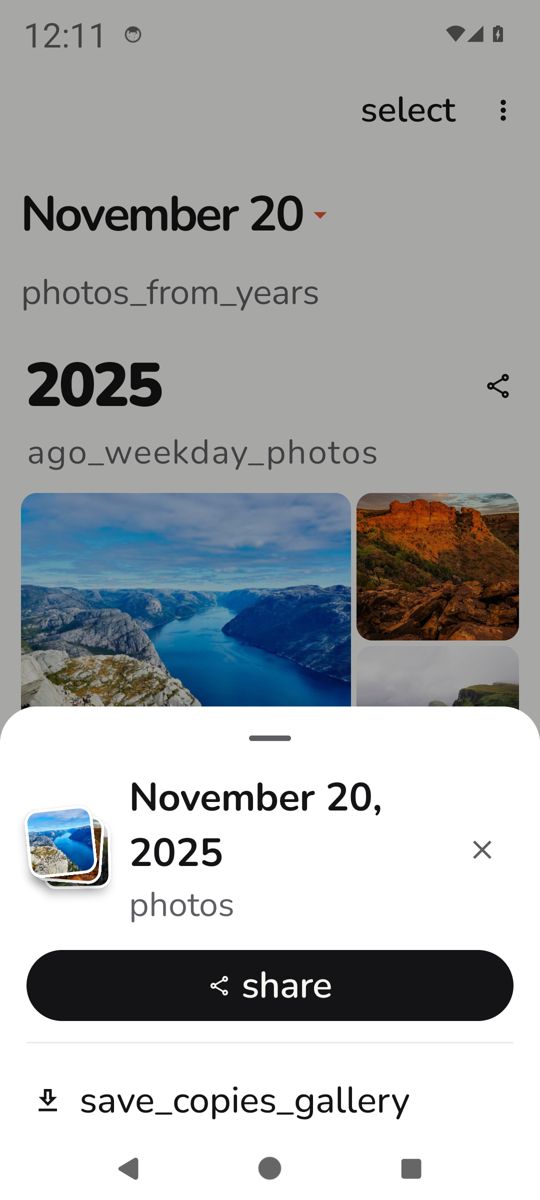 12:11
select
November 20
photos_from_years
2025
ago_weekday_photos
November 20,
2025
photos
share
save_copies_gallery